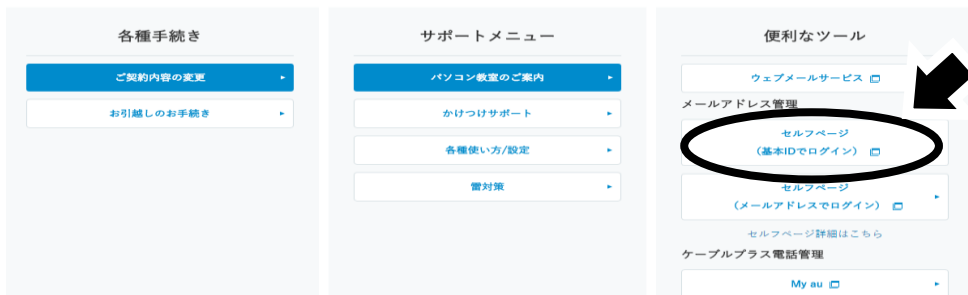 各種手続き
ご契約内容の変更
お引越しのお手続き
サポートメニュー
パソコン教室のご案内
かけつけサポート
各種使い方/設定
雷対策
便利なツール
ウェブメールサービス
メールアドレス管理
セルフページ
(基本IDでログイン)
セルフページ
(メールアドレスでログイン)
セルフページ詳細はこちら
ケーブルプラス電話管理
My au